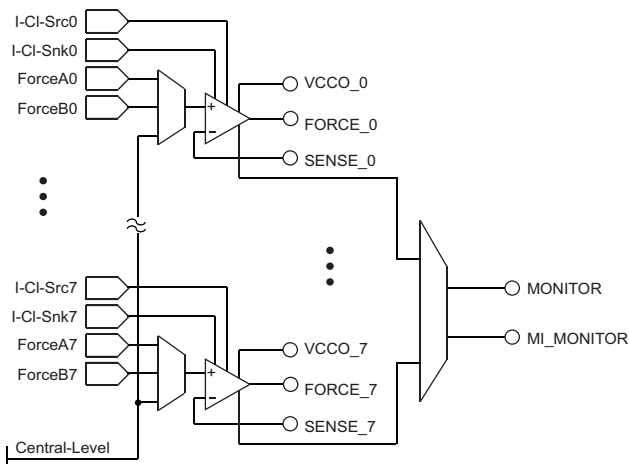 I-Cl-Src0
I-Cl-Snk0
ForceA0
ForceB0
+
−
VCCO_0
FORCE_0
SENSE_0
I-Cl-Src7
I-Cl-Snk7
ForceA7
ForceB7
+
−
VCCO_7
FORCE_7
SENSE_7
MONITOR
MI_MONITOR
Central-Level